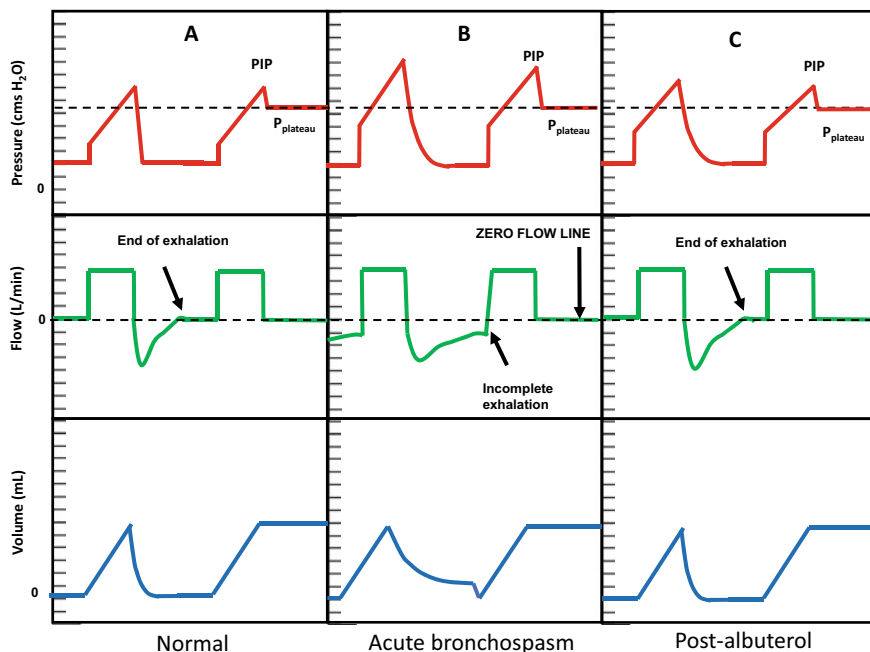 A
B
C
Pressure (cms H₂O)
PIP
PIP
PIP
Pplateau
Pplateau
Pplateau
0
Flow (L/min)
End of exhalation
ZERO FLOW LINE
End of exhalation
0
Incomplete
exhalation
Volume (mL)
0
Normal
Acute bronchospasm
Post-albuterol